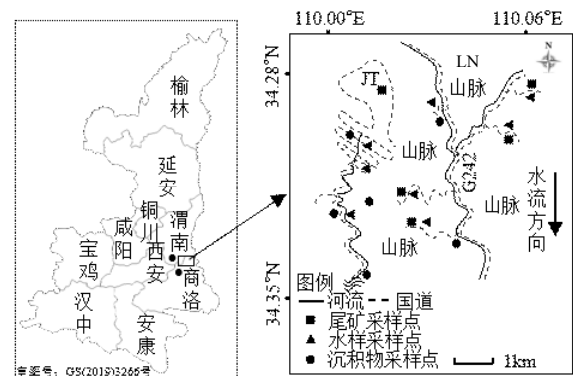 榆林
延安
铜川
渭南
咸阳
西安
宝鸡
商洛
汉中
安康
审图号：GS(2019)3266号
110.00°E
110.06°E
34.28°N
34.35°N
N
LN
JT
山脉
山脉
山脉
山脉
G242
水流方向
图例
河流
国道
尾矿采样点
水样采样点
沉积物采样点
1km